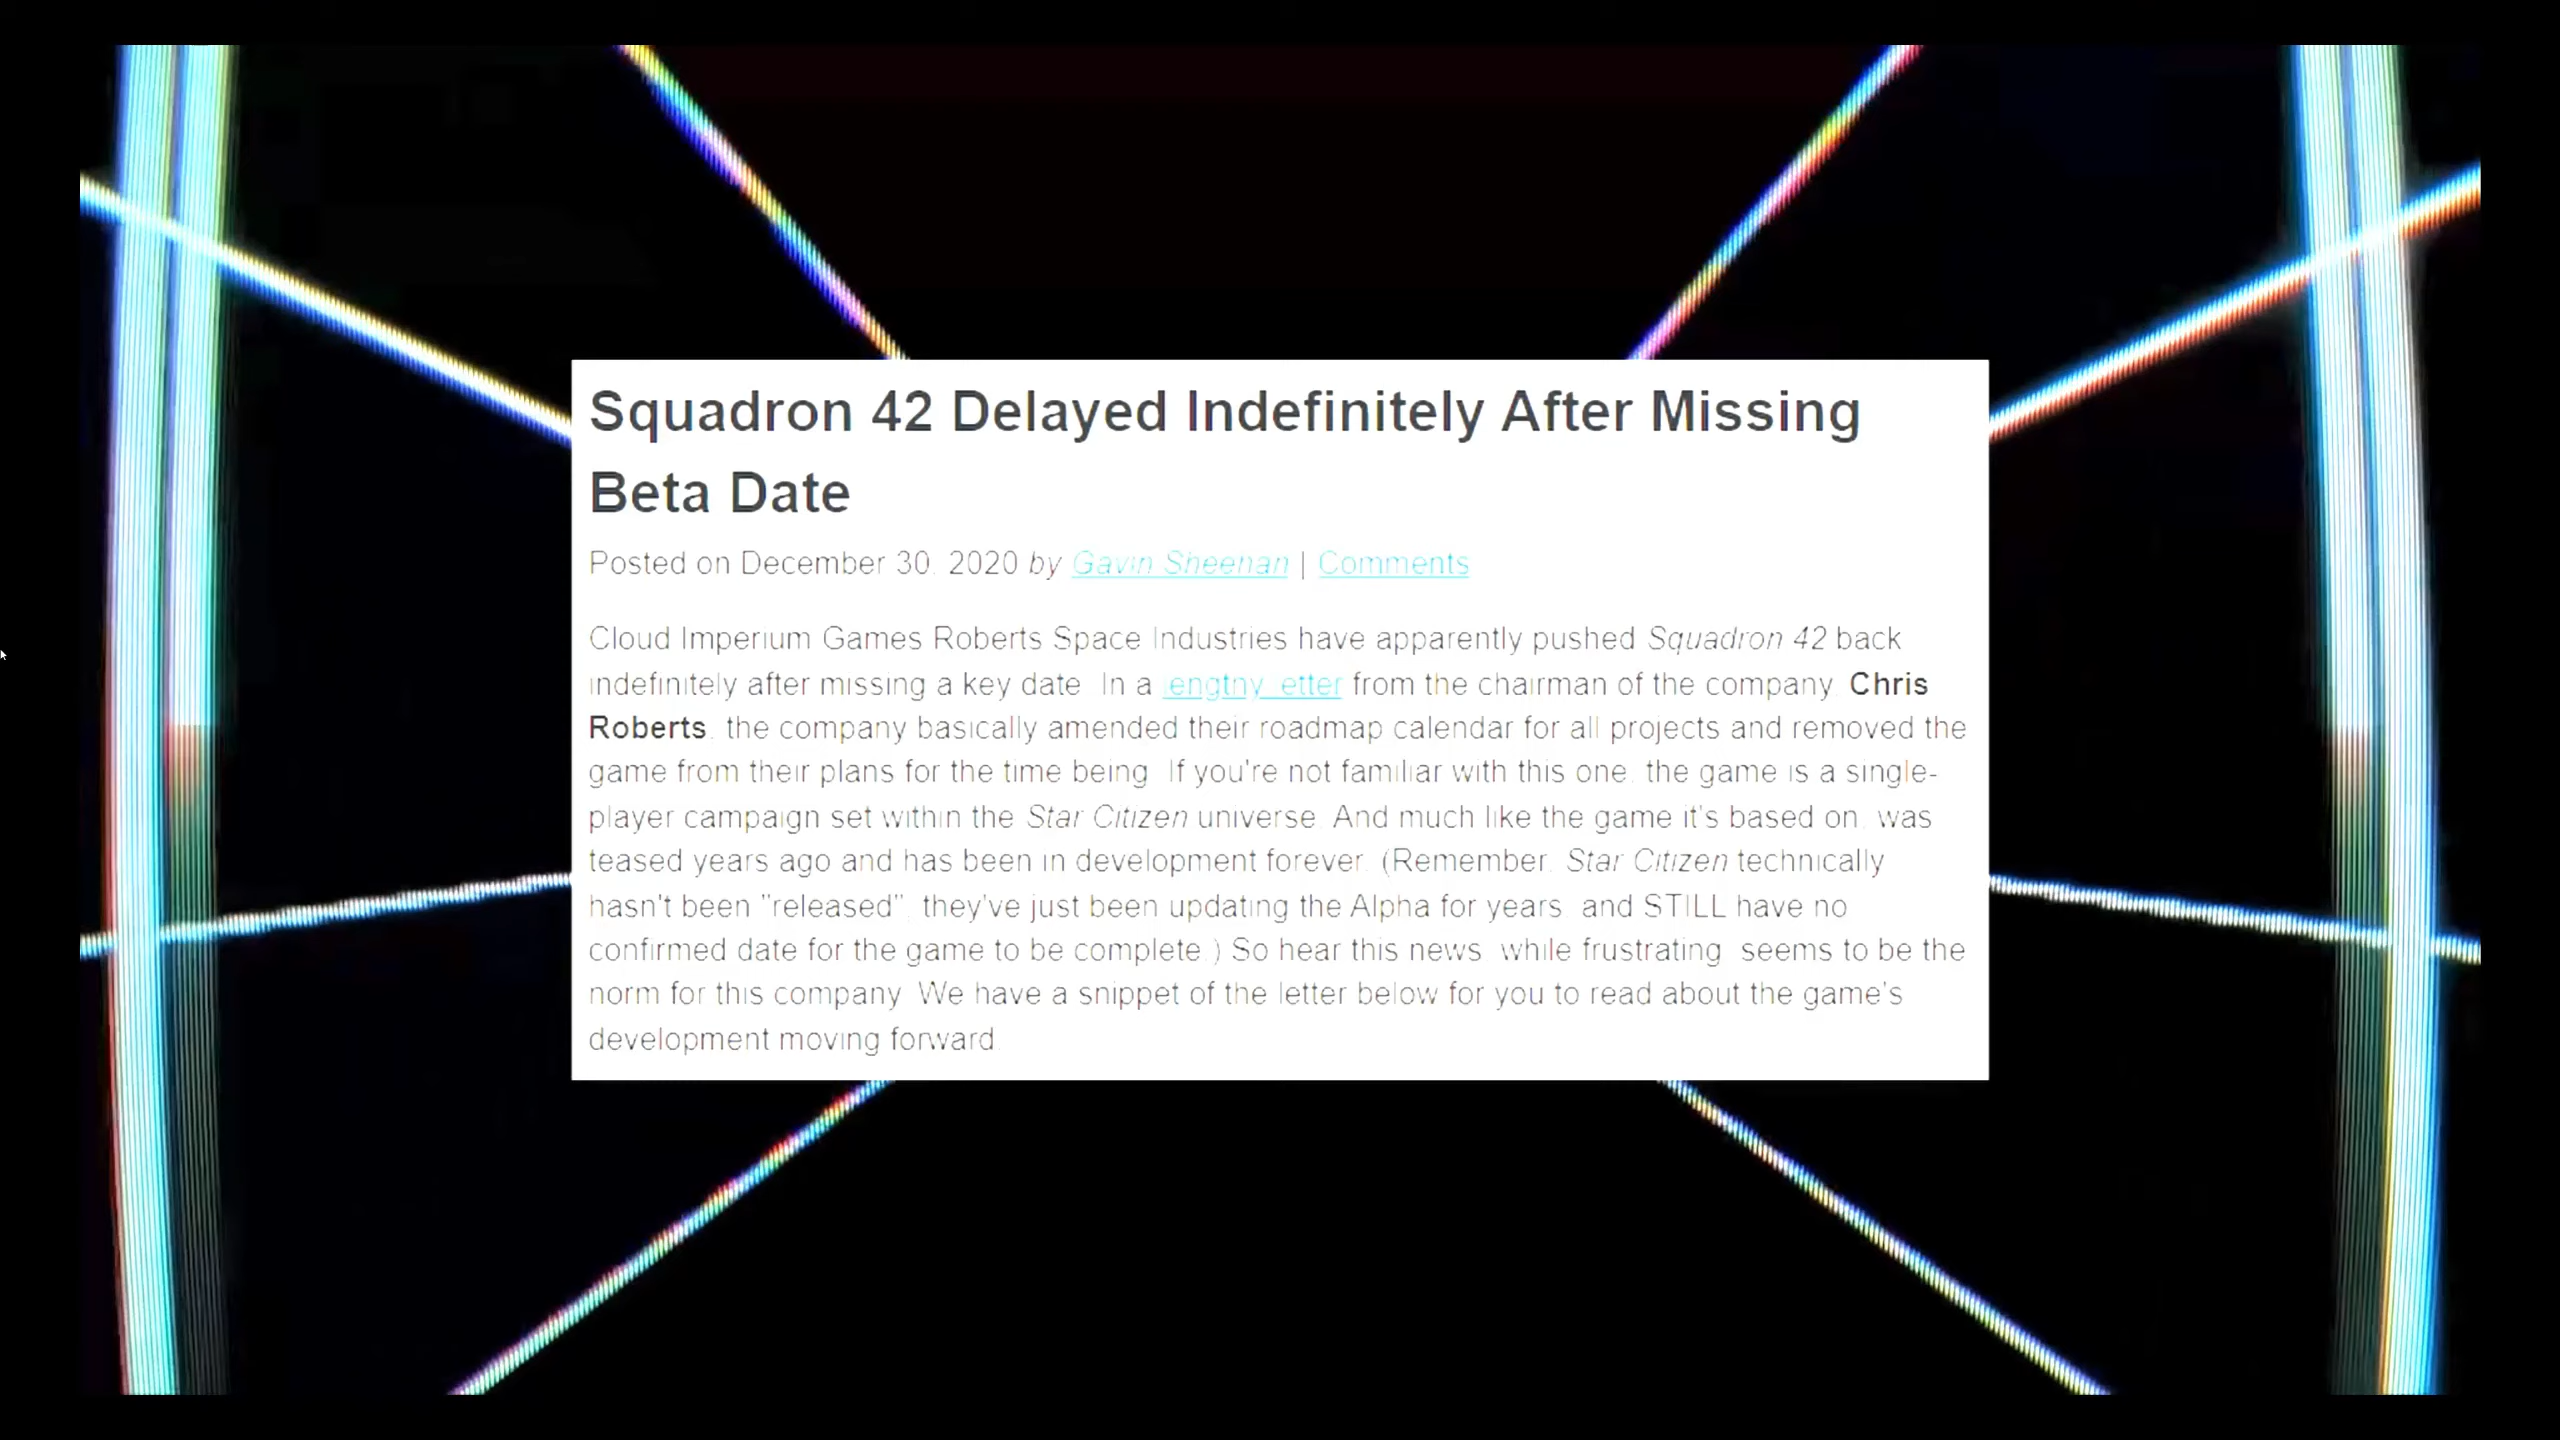 Squadron 42 Delayed Indefinitely After Missing
Beta Date
Posted on December 30, 2020 by Gavin Sheehan | Comments
Cloud Imperium Games Roberts Space Industries have apparently pushed Squadron 42 back
indefinitely after missing a key date. In a lengthy letter from the chairman of the company, Chris
Roberts, the company basically amended their roadmap calendar for all projects and removed the
game from their plans for the time being. If you're not familiar with this one, the game is a single-
player campaign set within the Star Citizen universe. And much like the game it's based on, was
teased years ago and has been in development forever. (Remember, Star Citizen technically
hasn't been "released", they've just been updating the Alpha for years, and STILL have no
confirmed date for the game to be complete.) So hear this news, while frustrating, seems to be the
norm for this company. We have a snippet of the letter below for you to read about the game's
development moving forward.